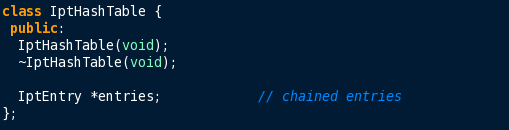 class IptHashTable {
 public:
  IptHashTable(void);
  ~IptHashTable(void);

  IptEntry *entries;            // chained entries
};